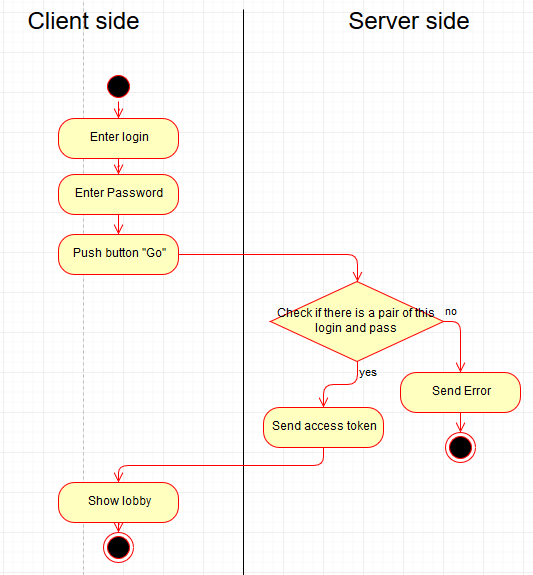 Client side
Server side
Enter login
Enter Password
Push button "Go"
Check if there is a pair of this
login and pass
no
yes
Send Error
Send access token
Show lobby